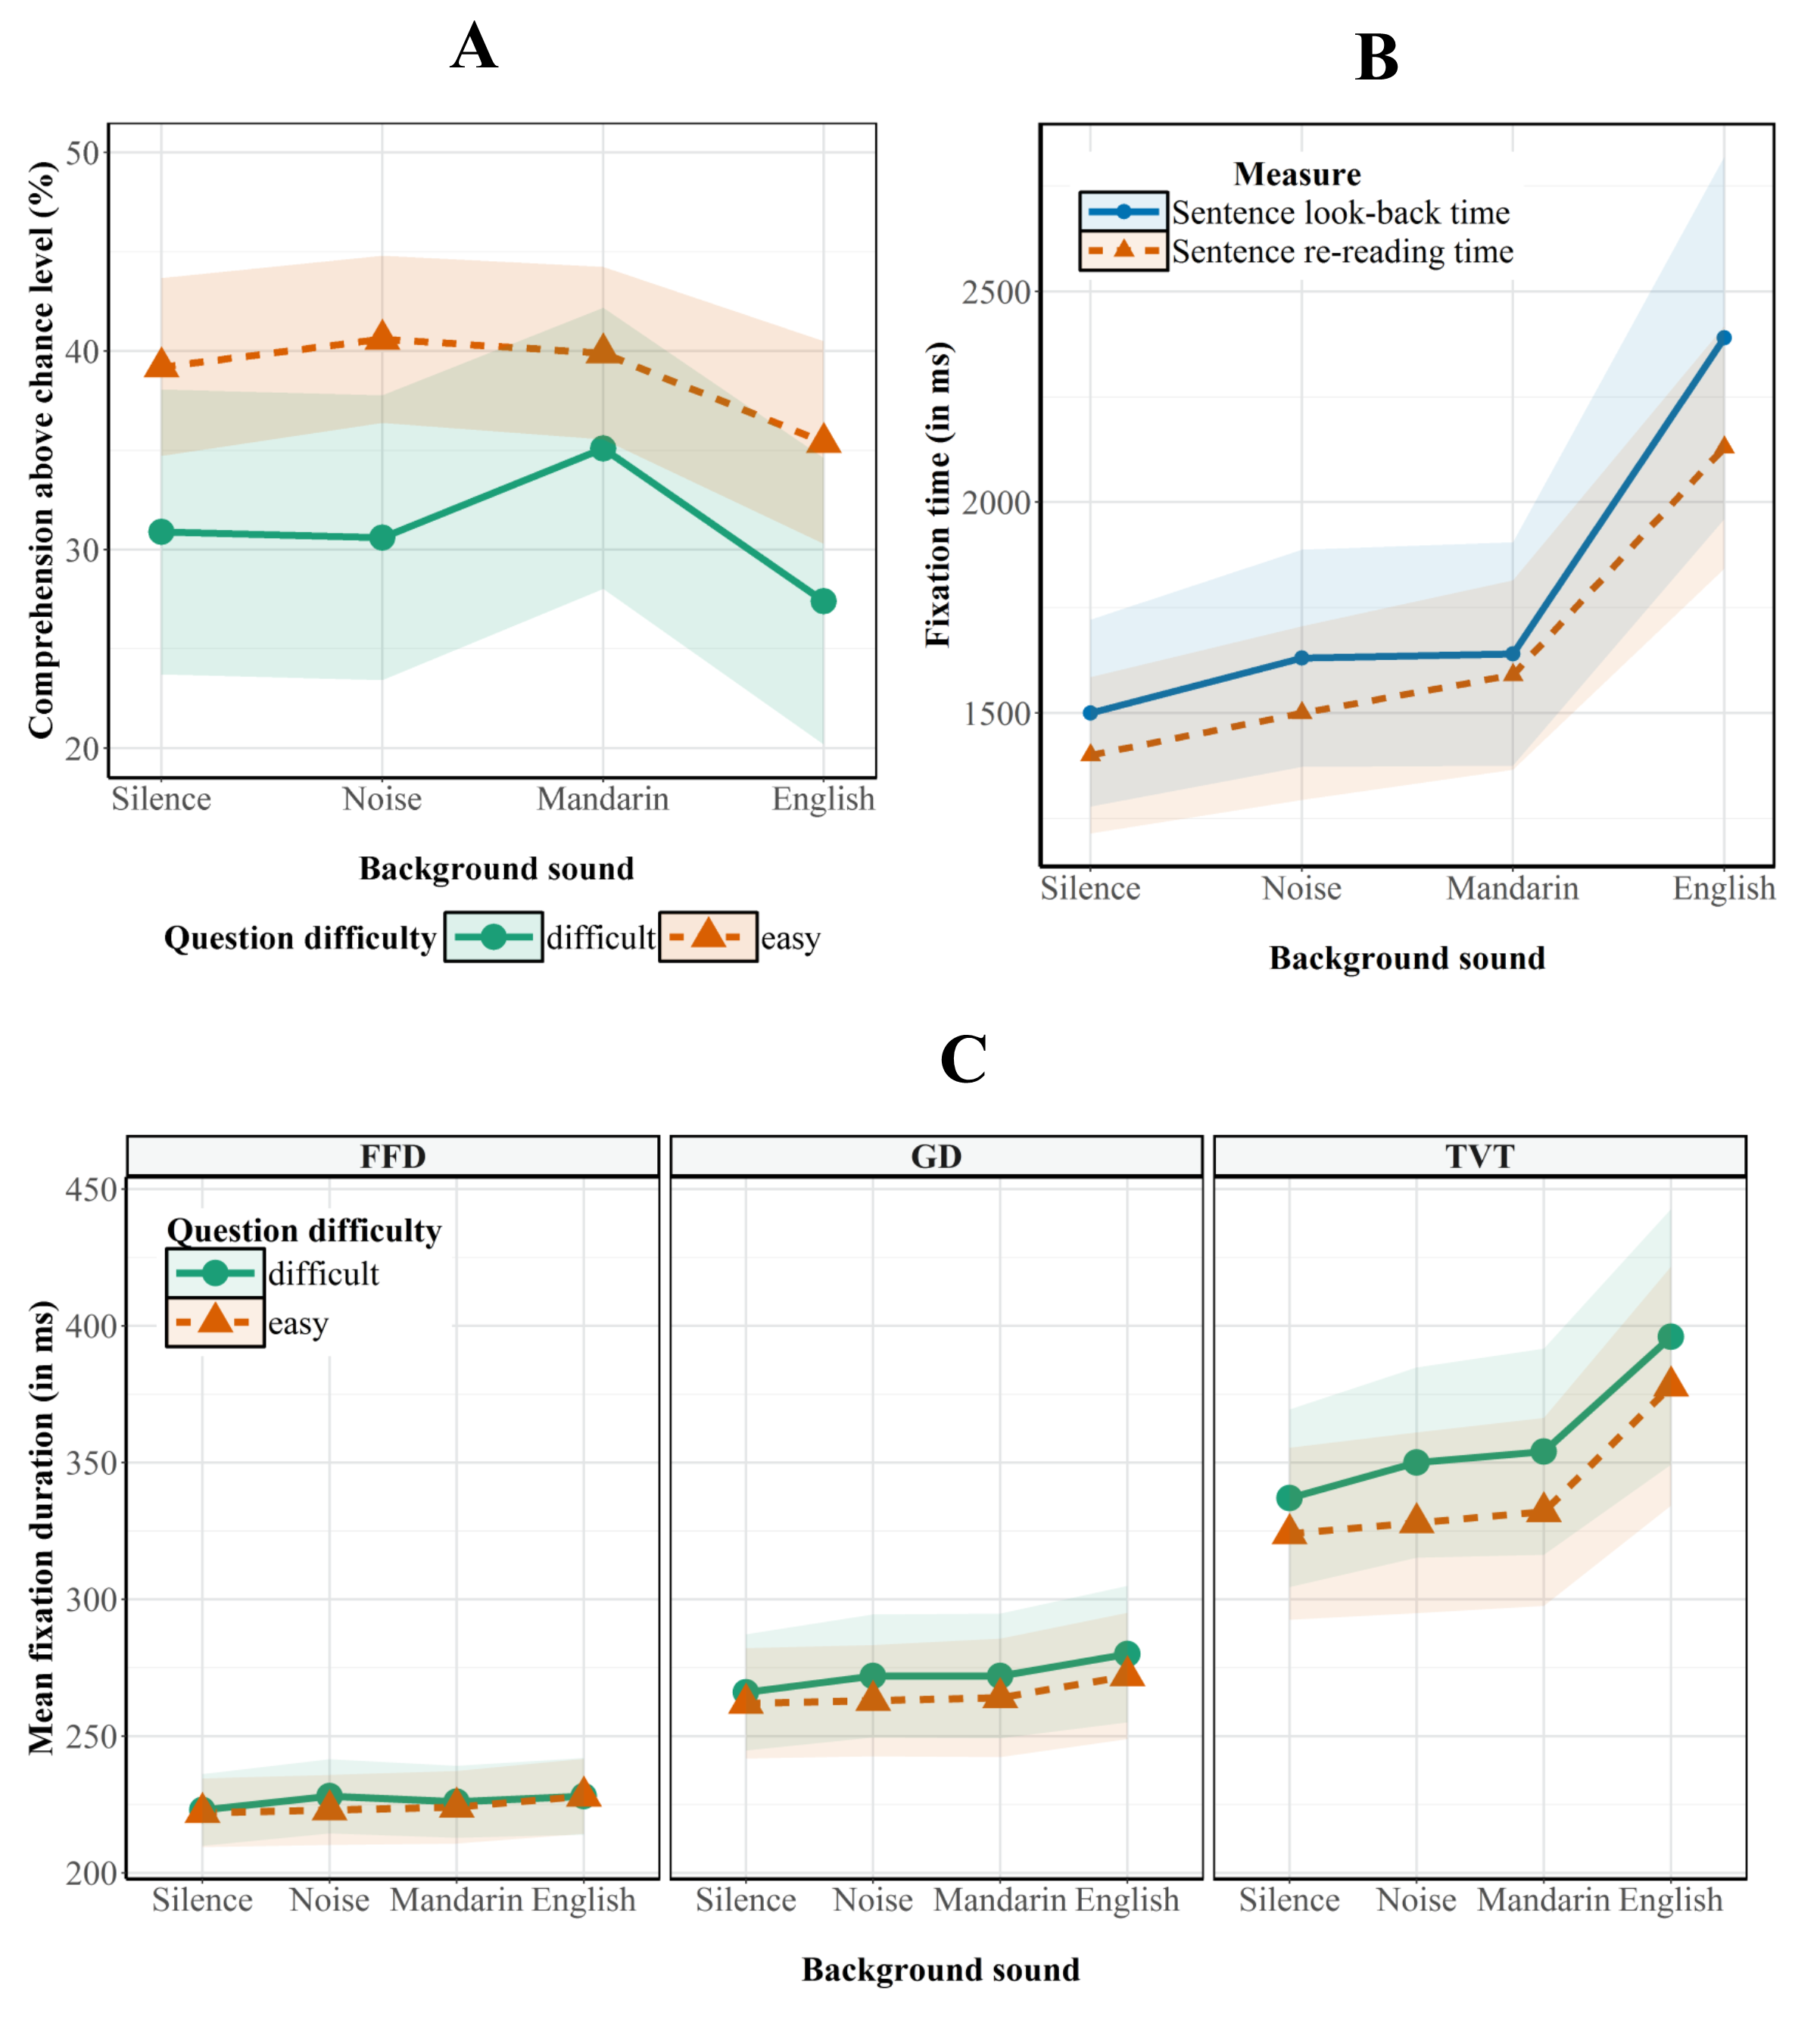 A
Comprehension above chance level (%)
50
40
30
20
Silence Noise Mandarin English
Background sound
Question difficulty difficult easy
B
Fixation time (in ms)
Measure
Sentence look-back time
Sentence re-reading time
2500
2000
1500
Silence Noise Mandarin English
Background sound
C
FFD GD TVT
Mean fixation duration (in ms)
450
400
350
300
250
200
Question difficulty
difficult
easy
Silence Noise Mandarin English Silence Noise Mandarin English Silence Noise Mandarin English
Background sound